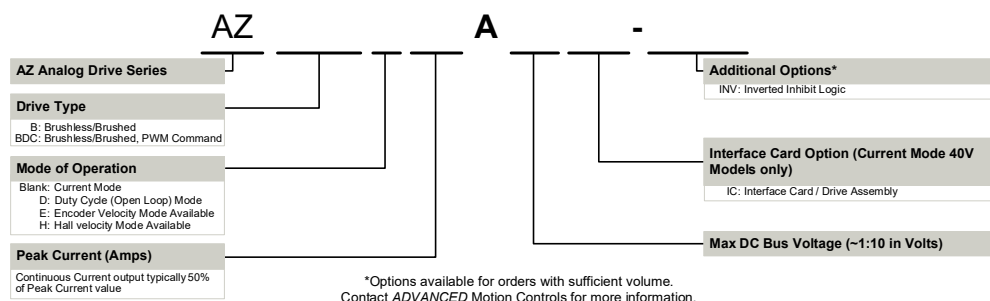 AZ A -
AZ Analog Drive Series
Drive Type
B: Brushless/Brushed
BDC: Brushless/Brushed, PWM Command
Mode of Operation
Blank: Current Mode
D: Duty Cycle (Open Loop) Mode
E: Encoder Velocity Mode Available
H: Hall velocity Mode Available
Peak Current (Amps)
Continuous Current output typically 50%
of Peak Current value
Additional Options*
INV: Inverted Inhibit Logic
Interface Card Option (Current Mode 40V
Models only)
IC: Interface Card / Drive Assembly
Max DC Bus Voltage (~1:10 in Volts)
*Options available for orders with sufficient volume.
Contact ADVANCED Motion Controls for more information.